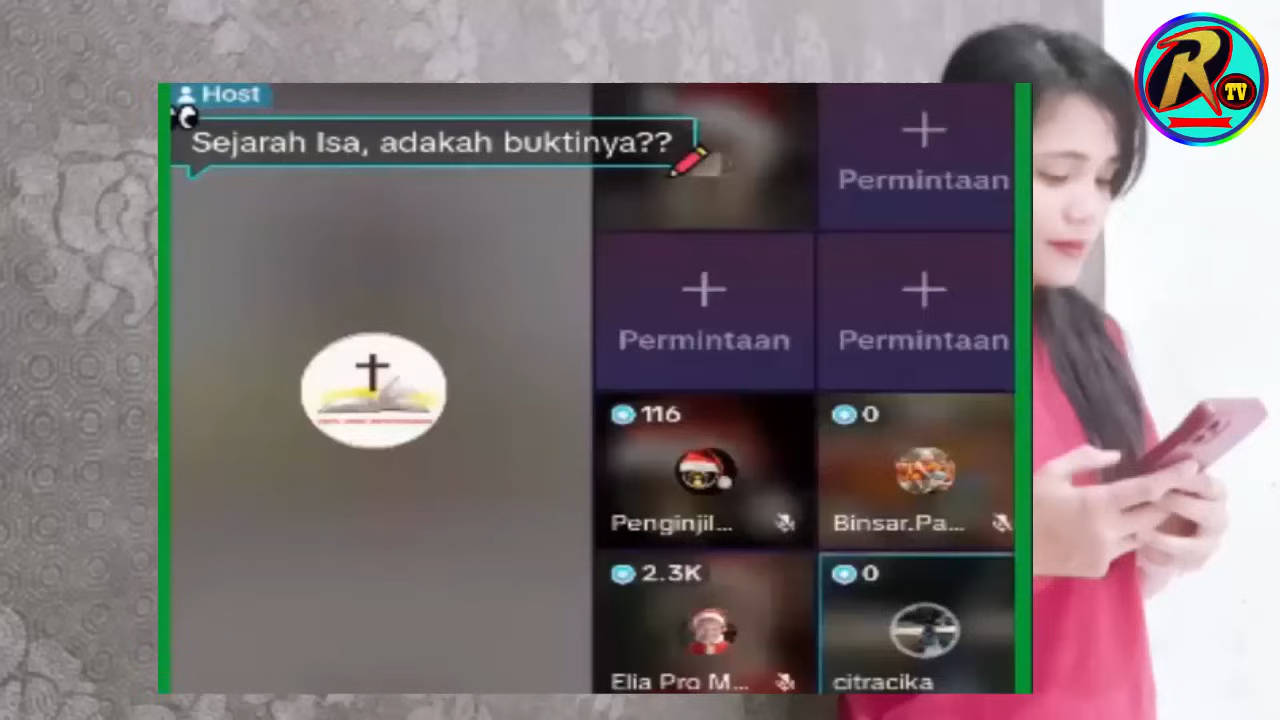 R
TV
Host
Sejarah Isa, adakah buktinya??
Permintaan
Permintaan
Permintaan
116
0
Penginjil...
Binsar.Pa...
2.3K
0
Elia Pro M...
citracika